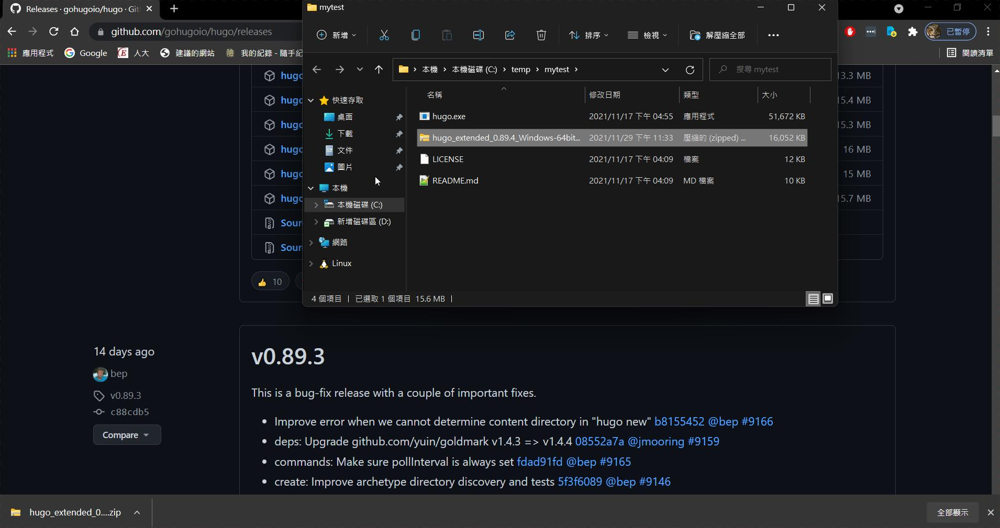 Releases · gohugoio/hugo · Git
github.com/gohugoio/hugo/releases
已暫停
應用程式
Google
人大
建議的網站
我的紀錄 - 隨手紀
閱讀清單
mytest
新增
排序
檢視
解壓縮全部
本機 > 本機磁碟 (C:) > temp > mytest >
搜尋 mytest
名稱 修改日期 類型 大小
hugo.exe 2021/11/17 下午 04:55 應用程式 51,672 KB
hugo_extended_0.89.4_Windows-64bit... 2021/11/29 下午 11:33 壓縮的 (zipped) ... 16,052 KB
LICENSE 2021/11/17 下午 04:09 檔案 12 KB
README.md 2021/11/17 下午 04:09 MD 檔案 10 KB
快速存取
桌面
下載
文件
圖片
本機
本機磁碟 (C:)
新增磁碟區 (D:)
網路
Linux
4 個項目 | 已選取 1 個項目 15.6 MB |
hugo 3.3 MB
hugo 5.4 MB
hugo 5.3 MB
hugo 16 MB
hugo 15 MB
hugo 5.7 MB
Sour
Sour
10
14 days ago
bep
v0.89.3
c88cdb5
Compare
v0.89.3
This is a bug-fix release with a couple of important fixes.
Improve error when we cannot determine content directory in "hugo new" b8155452 @bep #9166
deps: Upgrade github.com/yuin/goldmark v1.4.3 => v1.4.4 08552a7a @jmooring #9159
commands: Make sure pollInterval is always set fdad91fd @bep #9165
create: Improve archetype directory discovery and tests 5f3f6089 @bep #9146
hugo_extended_0....zip
全部顯示